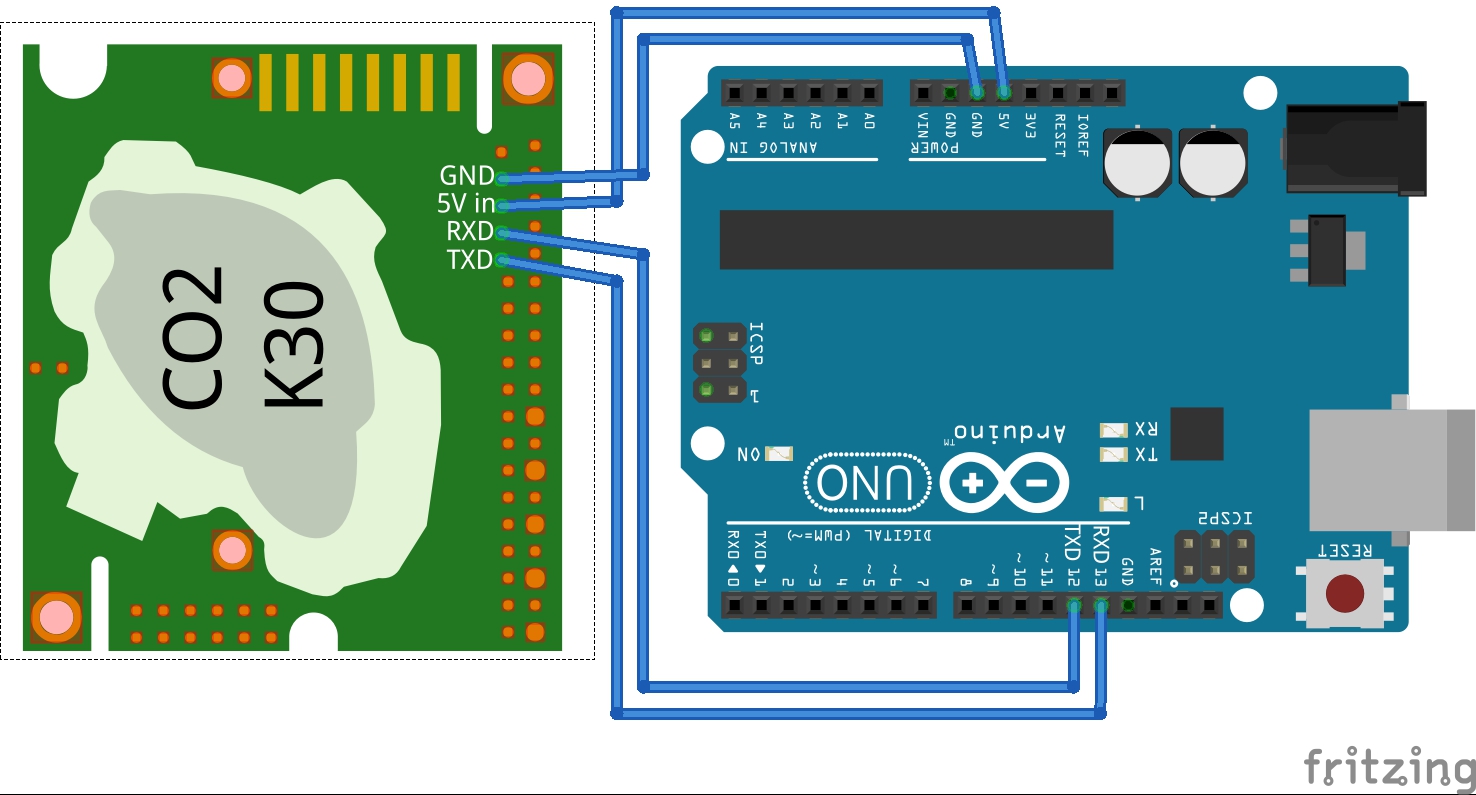 GND
5V in
RXD
TXD
CO2
K30
A5 A4 A3 A2 A1 A0
ANALOG IN
VIN GND GND 5V 3V3 RESET IOREF
POWER
ICSP
1
ON
UNO
Arduino
TM
RX
TX
L
DIGITAL (PWM=~)
ICSP2
RESET
RX0 ◀ 0
TX0 ▶ 1
2
~3
4
~5
~6
7
8
~9
~10
~11
TXD 12
RXD 13
GND
AREF
fritzing